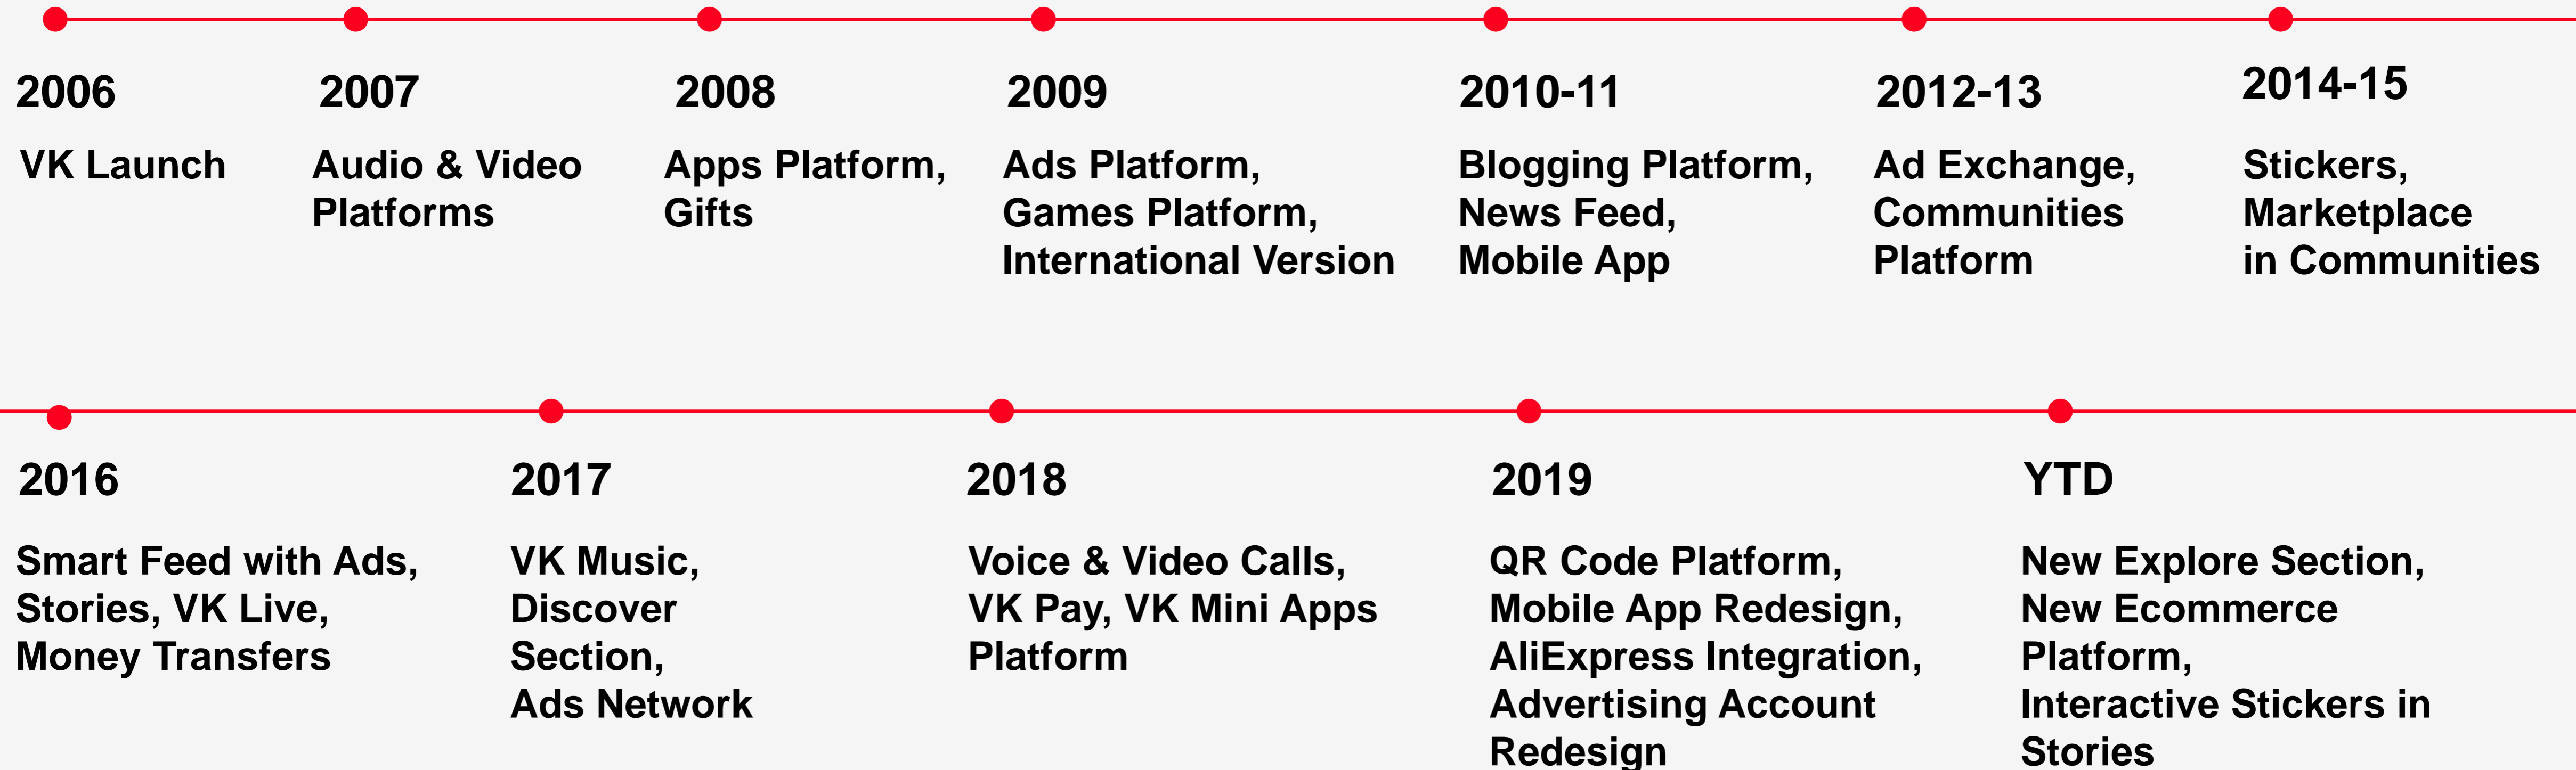 2006
VK Launch
2007
Audio & Video
Platforms
2008
Apps Platform,
Gifts
2009
Ads Platform,
Games Platform,
International Version
2010-11
Blogging Platform,
News Feed,
Mobile App
2012-13
Ad Exchange,
Communities
Platform
2014-15
Stickers,
Marketplace
in Communities
2016
Smart Feed with Ads,
Stories, VK Live,
Money Transfers
2017
VK Music,
Discover
Section,
Ads Network
2018
Voice & Video Calls,
VK Pay, VK Mini Apps
Platform
2019
QR Code Platform,
Mobile App Redesign,
AliExpress Integration,
Advertising Account
Redesign
YTD
New Explore Section,
New Ecommerce
Platform,
Interactive Stickers in
Stories